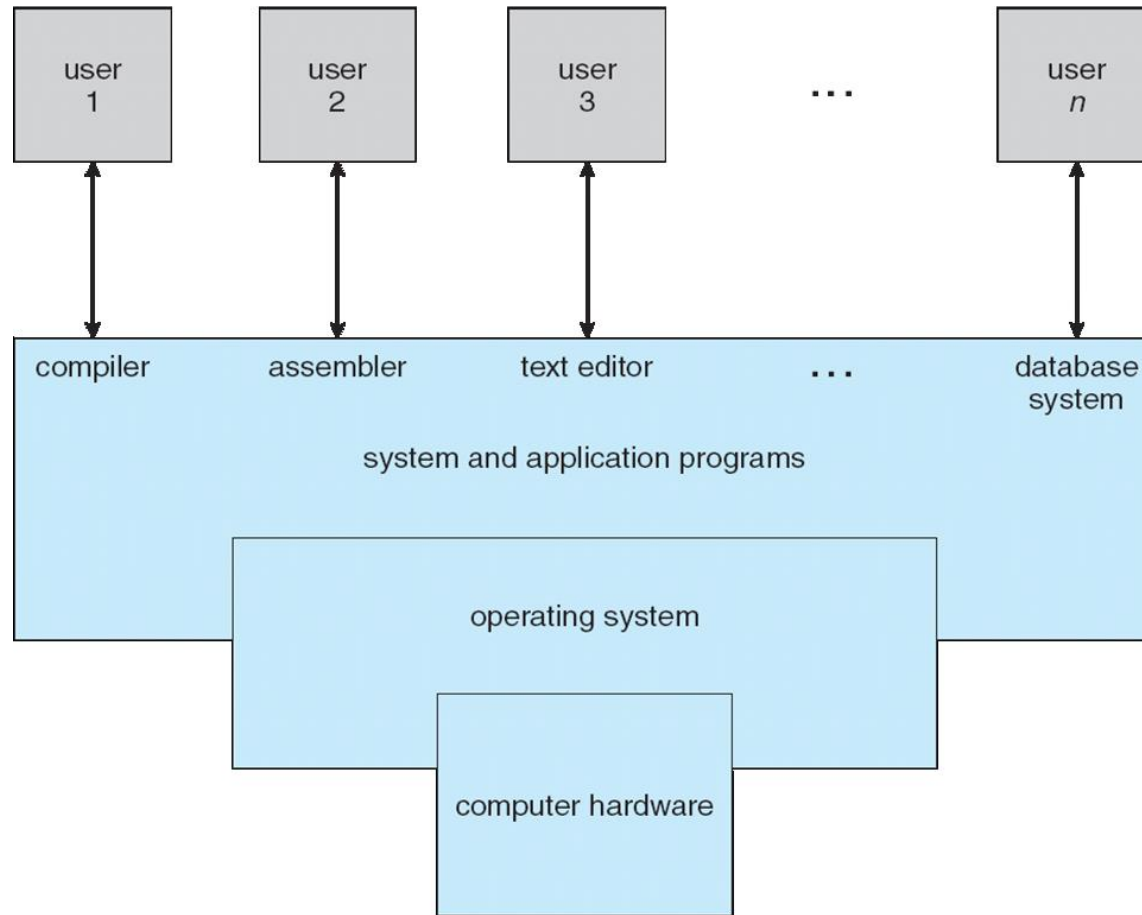 user
1
user
2
user
3
...
user
n
compiler
assembler
text editor
...
database
system
system and application programs
operating system
computer hardware